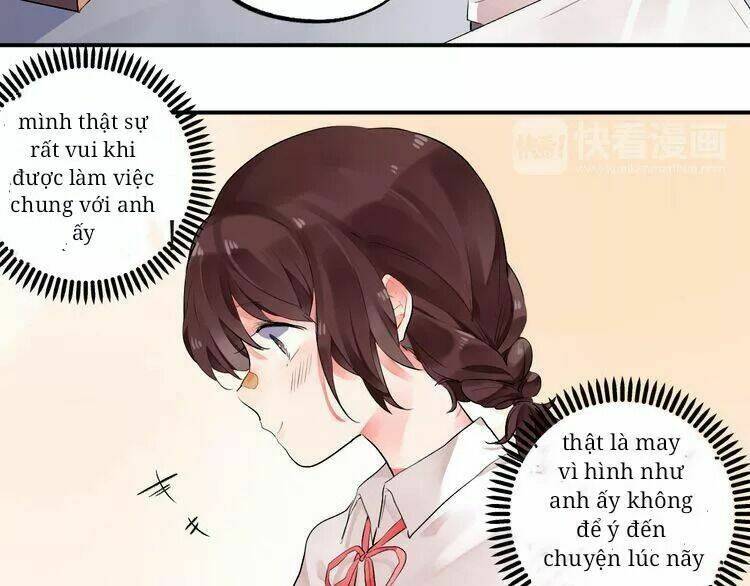 mình thật sự
rất vui khi
được làm việc
chung với anh
ấy !
快看漫画
thật là may
vì hình như
anh ấy không
để ý đến
chuyện lúc nãy